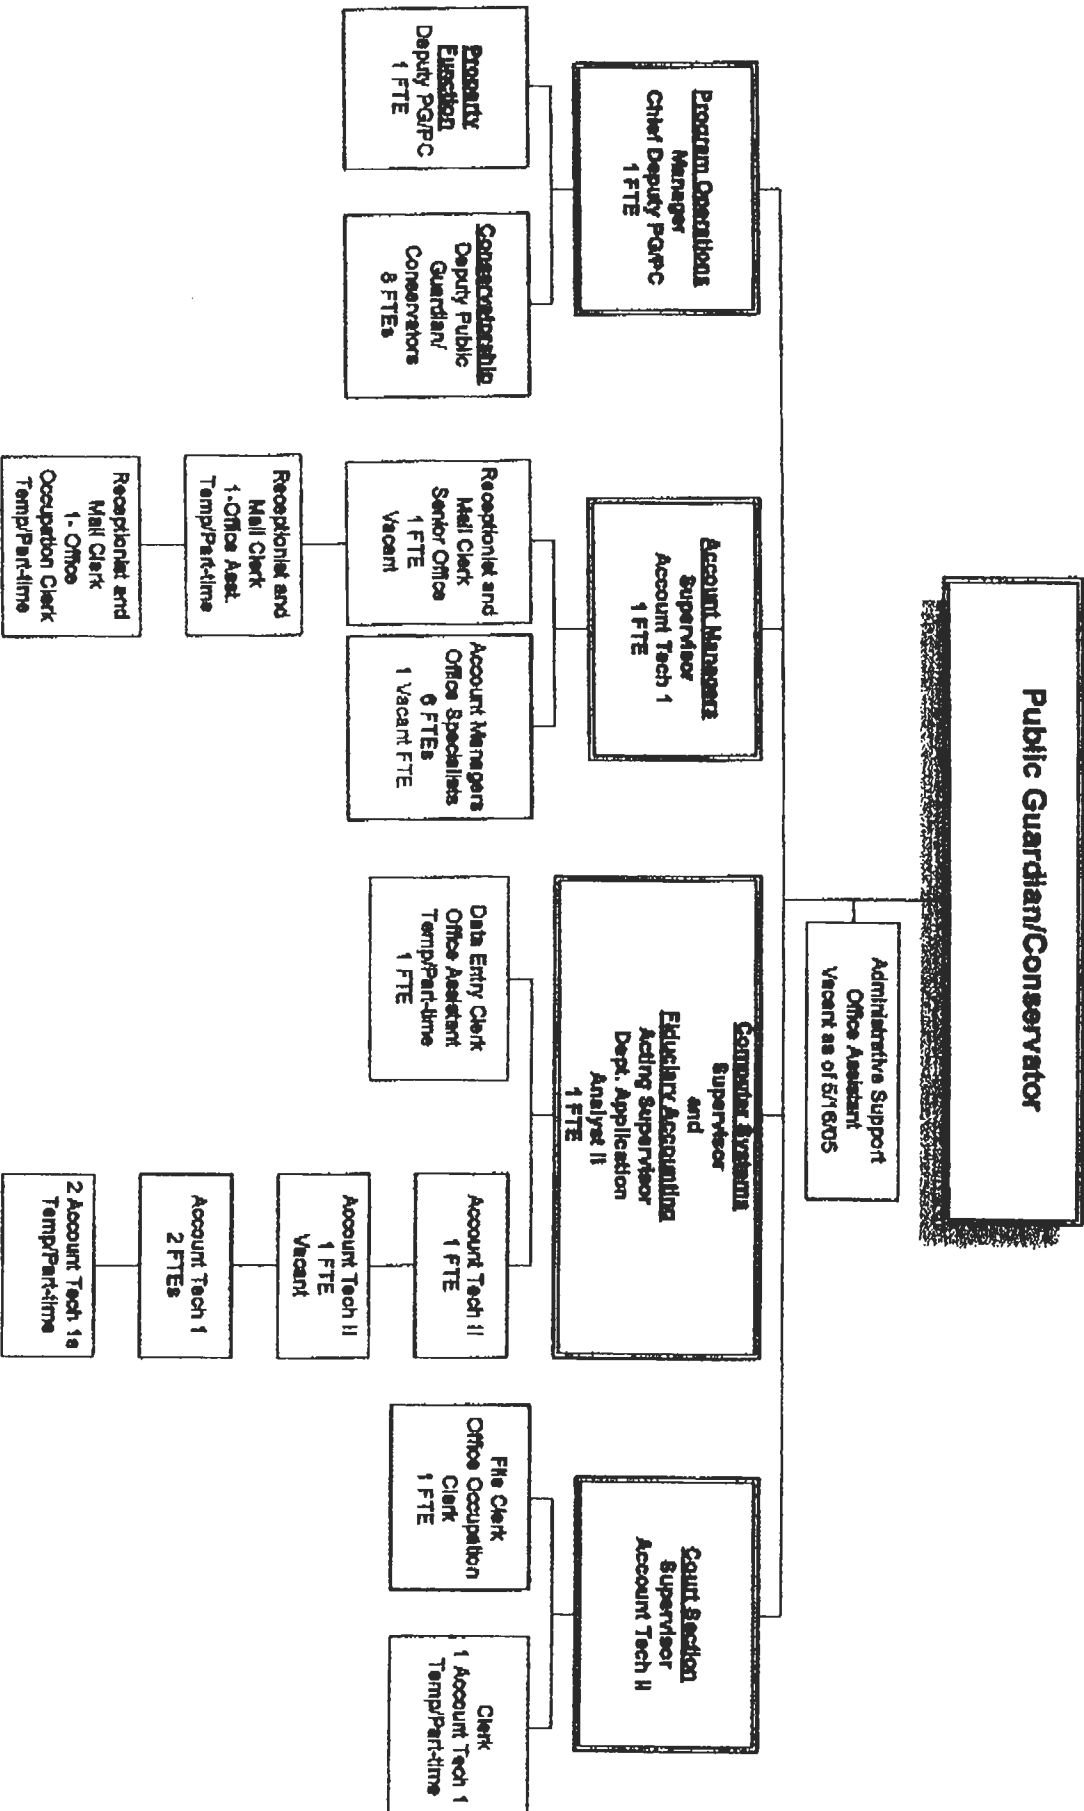 Public Guardian/Conservator
Administrative Support
Office Assistant
Vacant as of 5/16/05
Program Operations
Manager
Chief Deputy PG/PC
1 FTE
Property
Function
Deputy PG/PC
1 FTE
Conservatorship
Deputy Public
Guardian/
Conservators
8 FTEs
Account Managers
Supervisor
Account Tech 1
1 FTE
Receptionist and
Mail Clerk
Senior Office
1 FTE
Vacant
Receptionist and
Mail Clerk
1-Office Asst.
Temp/Part-time
Receptionist and
Mail Clerk
1- Office
Occupation Clerk
Temp/Part-time
Account Managers
Office Specialists
6 FTEs
1 Vacant FTE
Computer Systems
Supervisor
and
Fiduciary Accounting
Acting Supervisor
Dept. Application
Analyst II
1 FTE
Data Entry Clerk
Office Assistant
Temp/Part-time
1 FTE
Account Tech II
1 FTE
Account Tech II
1 FTE
Vacant
Account Tech 1
2 FTEs
2 Account Tech 1s
Temp/Part-time
Court Section
Supervisor
Account Tech II
File Clerk
Office Occupation
Clerk
1 FTE
Clerk
1 Account Tech 1
Temp/Part-time